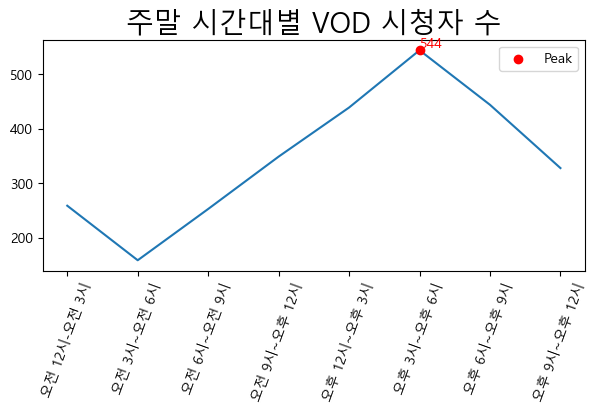 주말 시간대별 VOD 시청자 수
544
Peak
500
400
300
200
오전 12시-오전 3시
오전 3시~오전 6시
오전 6시~오전 9시
오전 9시~오후 12시
오후 12시~오후 3시
오후 3시~오후 6시
오후 6시~오후 9시
오후 9시~오후 12시